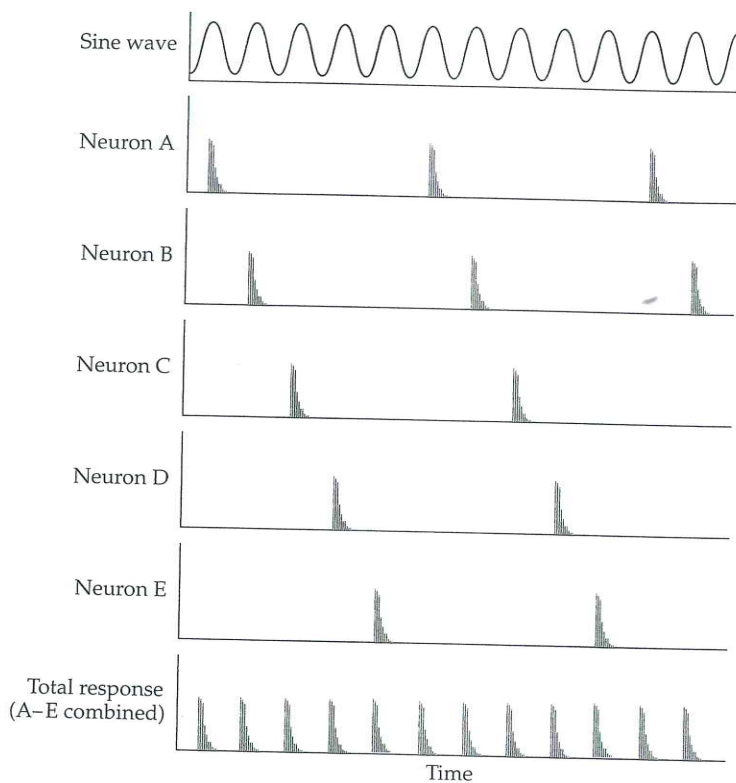 Sine wave
Neuron A
Neuron B
Neuron C
Neuron D
Neuron E
Total response
(A–E combined)
Time